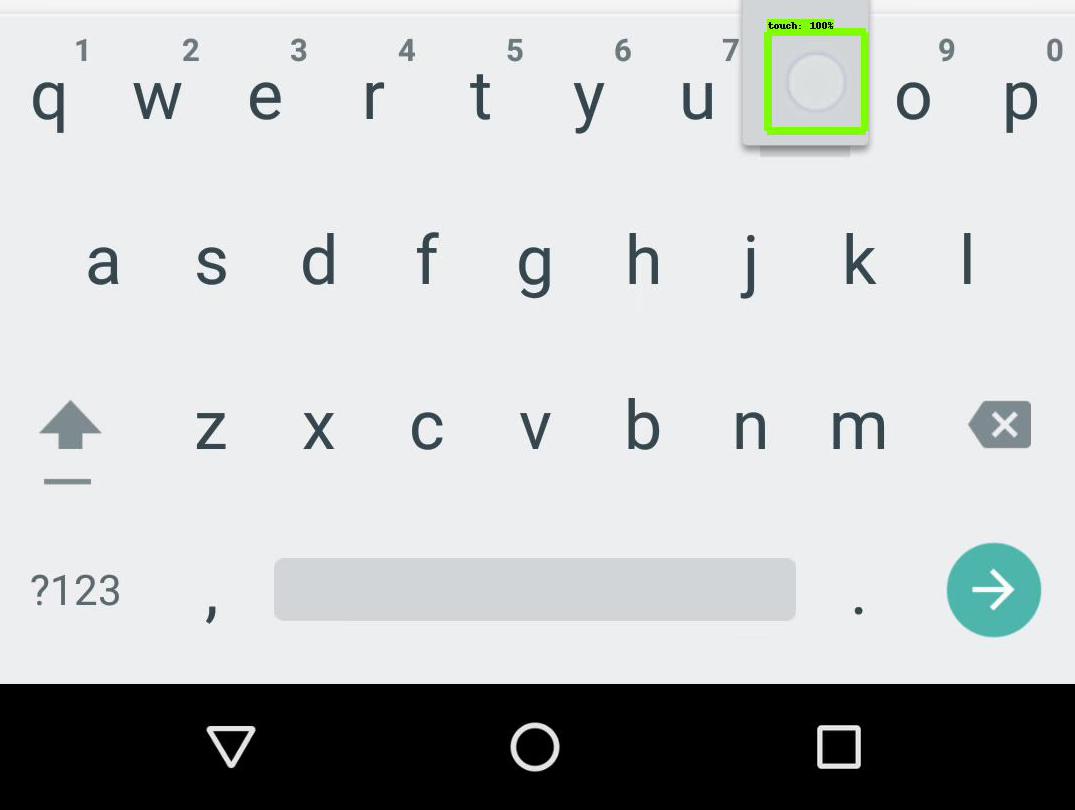 touch: 100%
1 2 3 4 5 6 7 9 0
q w e r t y u o p
a s d f g h j k l
z x c v b n m
?123 , .